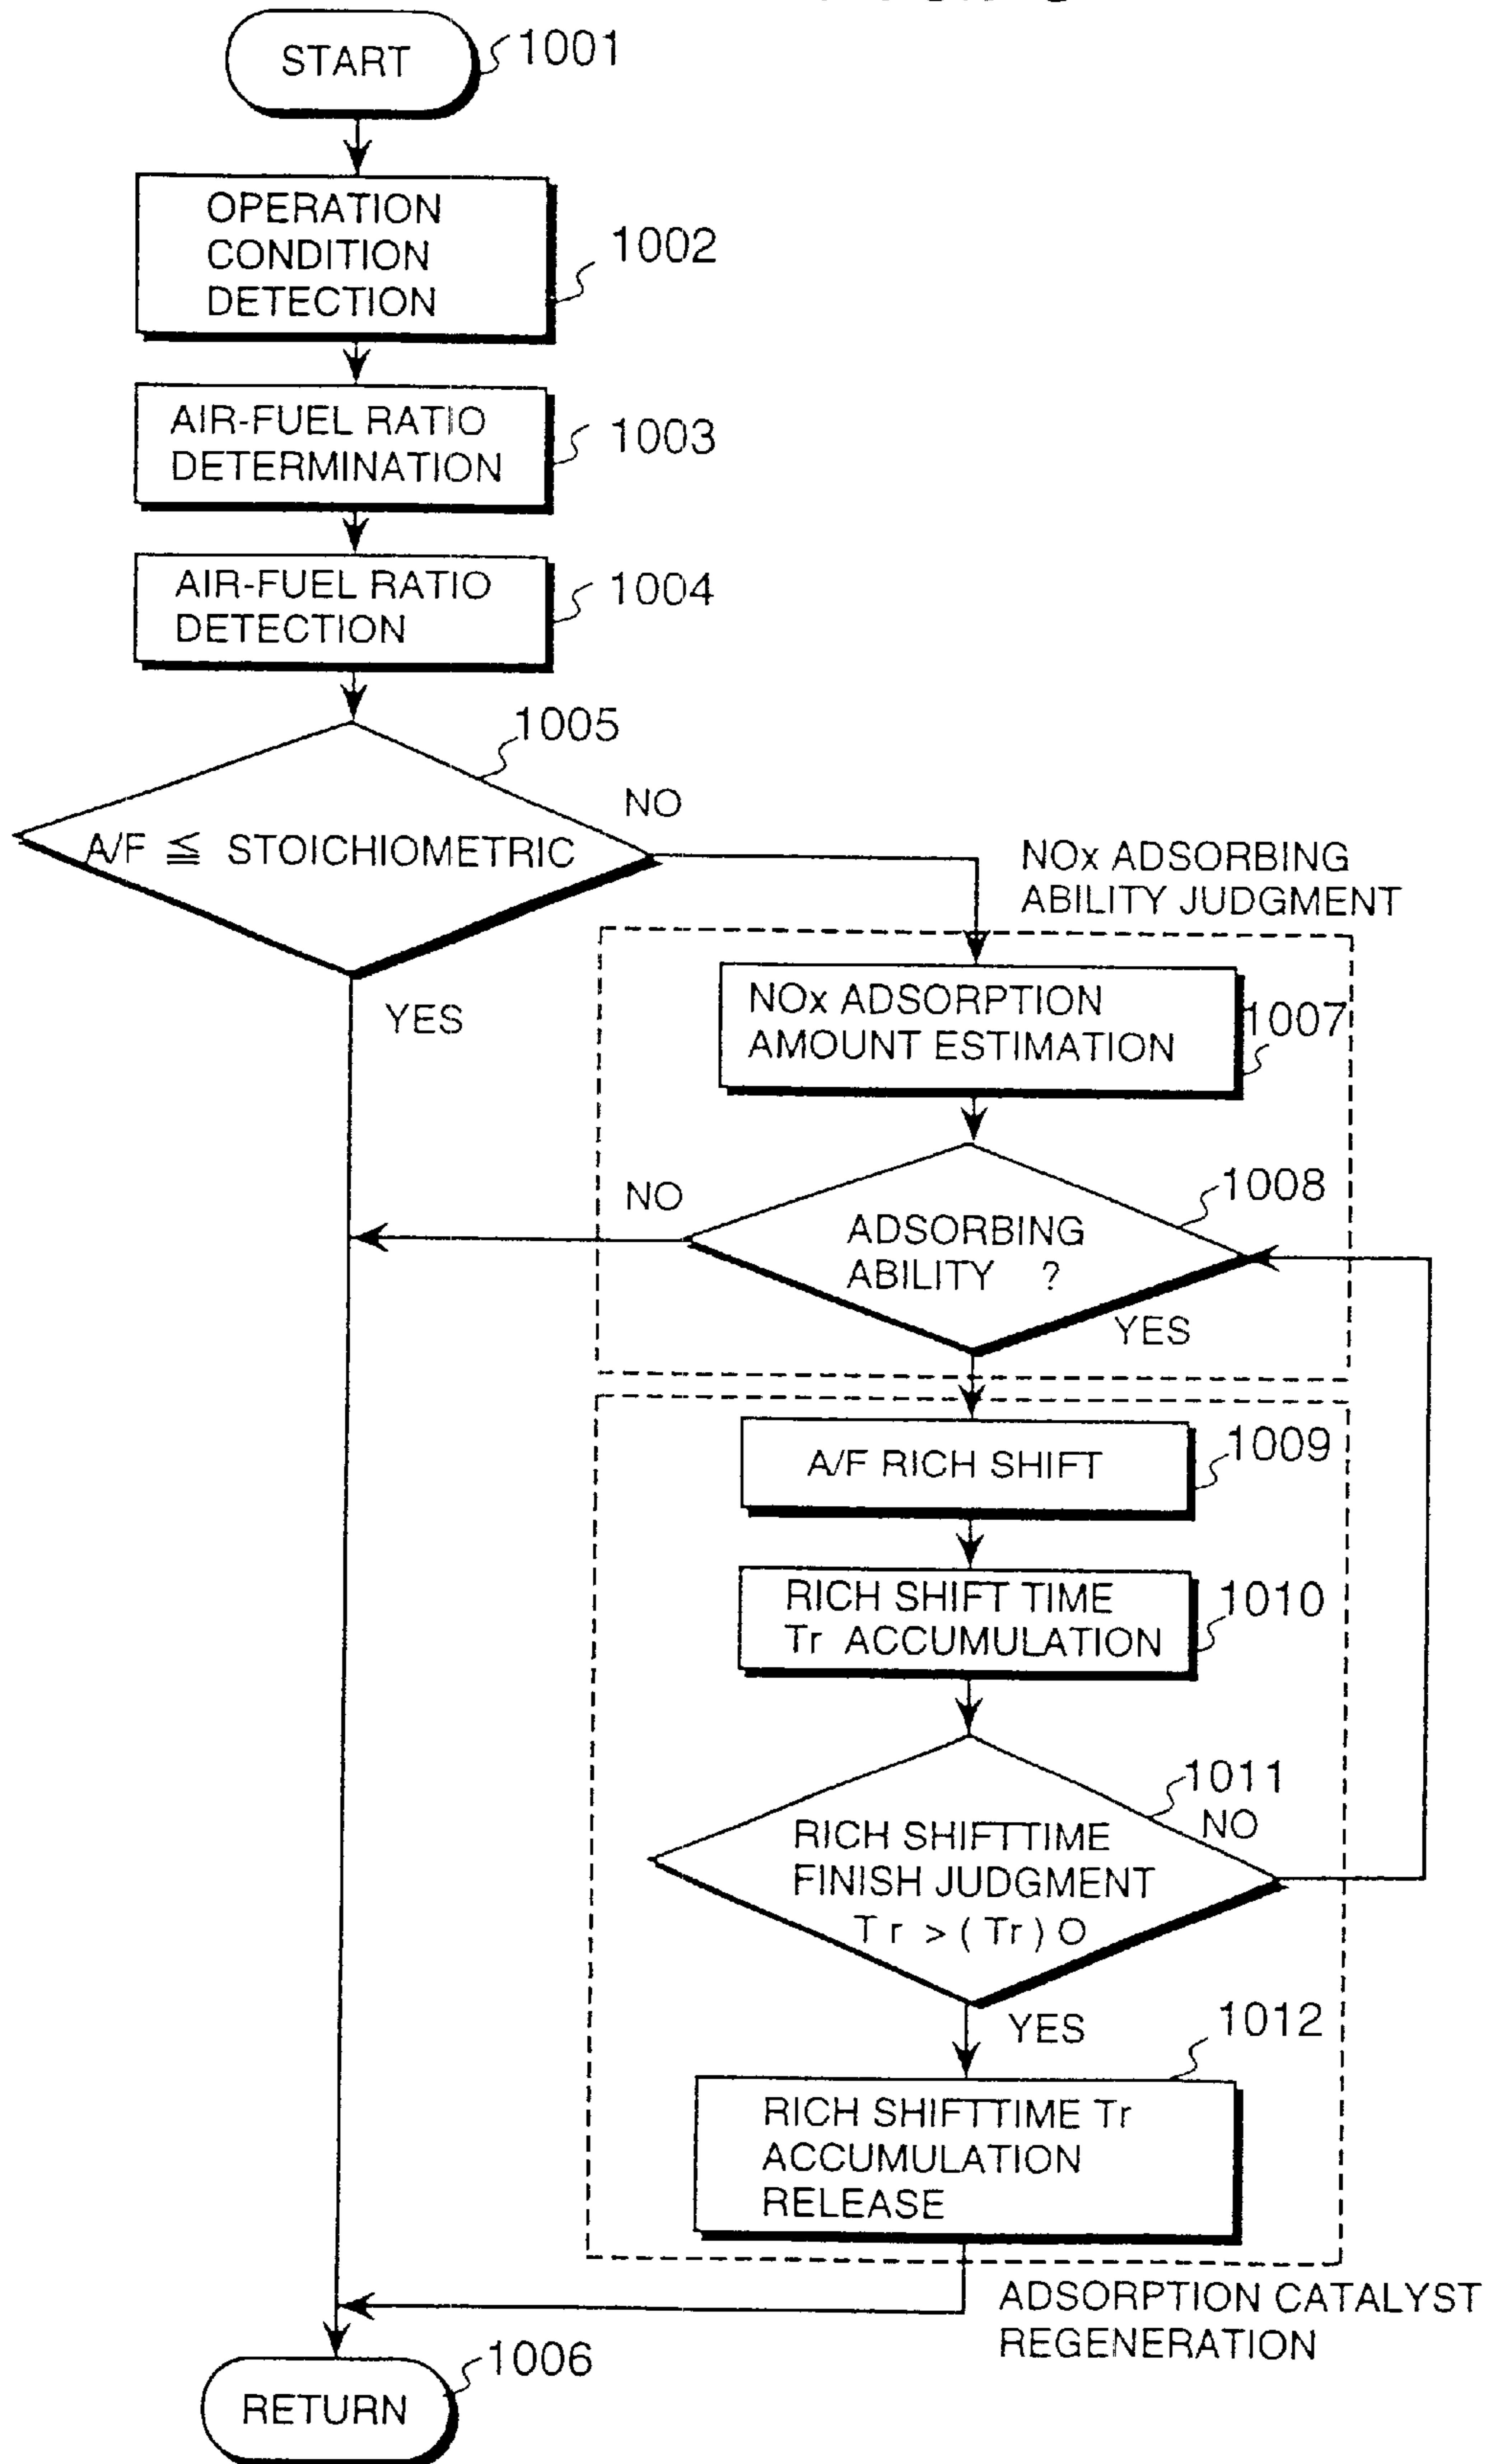 START
1001
OPERATION
CONDITION
DETECTION
1002
AIR-FUEL RATIO
DETERMINATION
1003
AIR-FUEL RATIO
DETECTION
1004
1005
A/F ≦ STOICHIOMETRIC
NO
YES
NOx ADSORBING
ABILITY JUDGMENT
NOx ADSORPTION
AMOUNT ESTIMATION
1007
1008
NO
ADSORBING
ABILITY ?
YES
A/F RICH SHIFT
1009
RICH SHIFT TIME
Tr ACCUMULATION
1010
1011
NO
RICH SHIFTTIME
FINISH JUDGMENT
Tr > (Tr) O
YES
1012
RICH SHIFTTIME Tr
ACCUMULATION
RELEASE
ADSORPTION CATALYST
REGENERATION
RETURN
1006